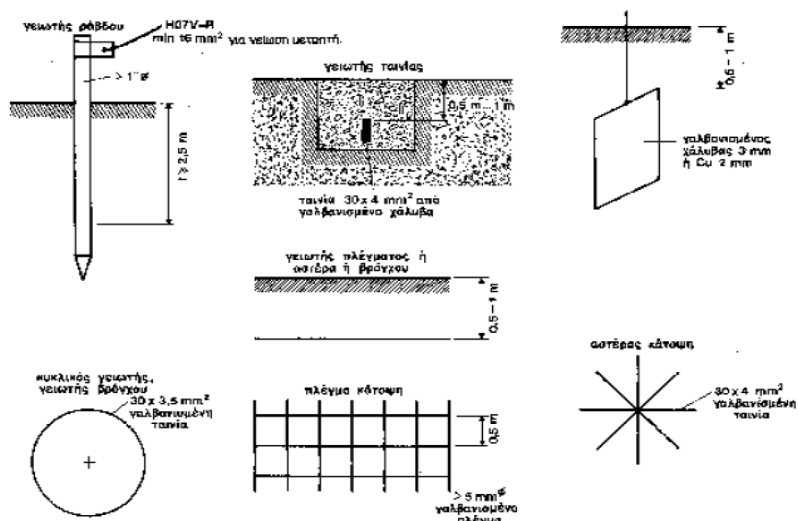 γειωτής ράβδου
H07V-R
min 16 mm² για γείωση μεταπτή.
> 1" ø
l ≥ 2,5 m
γειωτής ταινίας
0,5 m...1 m
ταινία 30 x 4 mm² από
γαλβανισμένο χάλυβα
0,5 – 1 m
γαλβανισμένος
χάλυβας 3 mm
ή Cu 2 mm
γειωτής πλέγματος ή
αστέρα ή βρόγχου
0,5 – 1 m
κυκλικός γειωτής,
γειωτής βρόγχου
30 x 3,5 mm²
γαλβανισμένη
ταινία
πλέγμα κάτοψη
0,5 m
> 5 mm ø
γαλβανισμένο
πλέγμα
αστέρας κάτοψη
30 x 4 mm²
γαλβανισμένη
ταινία